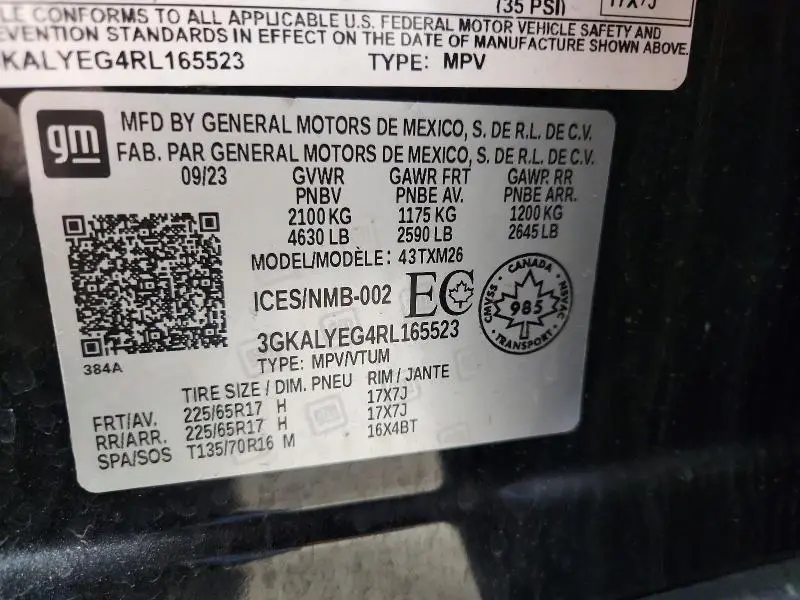 (35 PSI) 17X7J
LE CONFORMS TO ALL APPLICABLE U.S. FEDERAL MOTOR VEHICLE SAFETY AND
EVENTION STANDARDS IN EFFECT ON THE DATE OF MANUFACTURE SHOWN ABOVE.
KALYEG4RL165523 TYPE: MPV
gm
MFD BY GENERAL MOTORS DE MEXICO, S. DE R.L. DE C.V.
FAB. PAR GENERAL MOTORS DE MEXICO, S. DE R.L. DE C.V.
09/23 GVWR GAWR FRT GAWR RR
PNBV PNBE AV. PNBE ARR.
2100 KG 1175 KG 1200 KG
4630 LB 2590 LB 2645 LB
MODEL/MODÈLE: 43TXM26
ICES/NMB-002 EC
CANADA
CMVSS 985 NSVAC
TRANSPORT
3GKALYEG4RL165523
384A
TYPE: MPV/VTUM
TIRE SIZE / DIM. PNEU RIM / JANTE
FRT/AV. 225/65R17 H 17X7J
RR/ARR. 225/65R17 H 17X7J
SPA/SOS T135/70R16 M 16X4BT